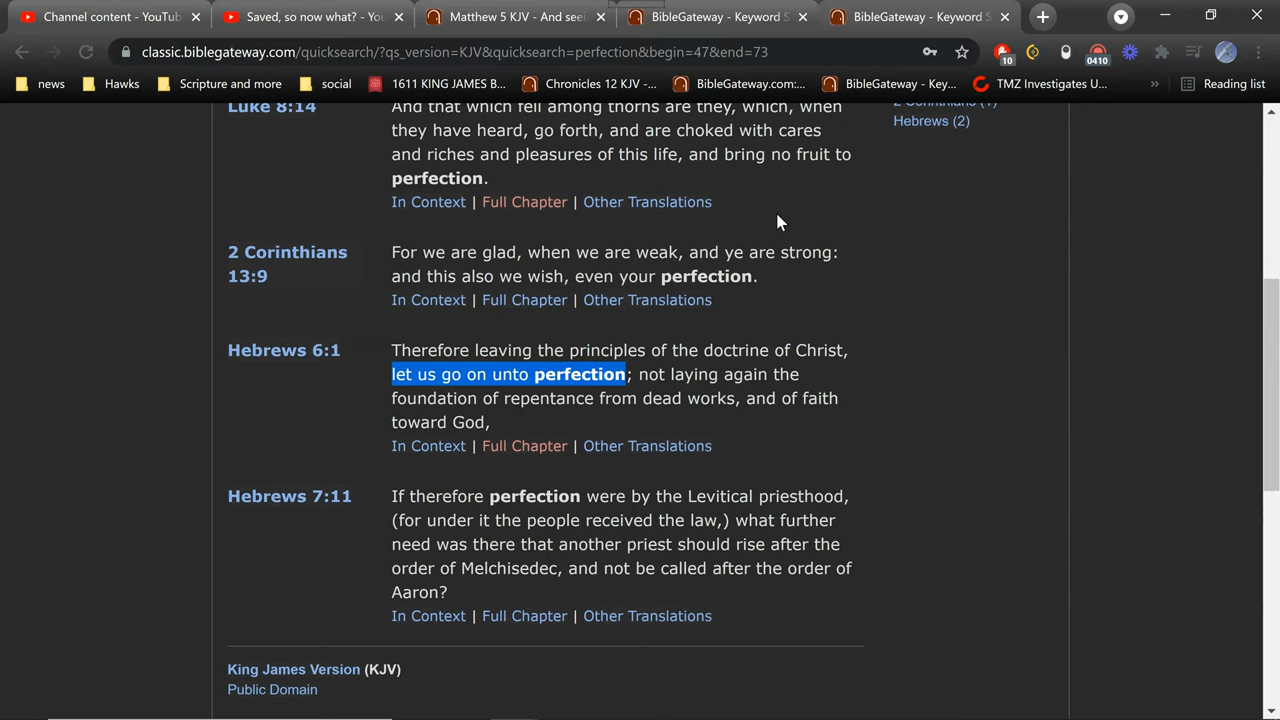 Channel content - YouTub
Saved, so now what? - You
Matthew 5 KJV - And seei
BibleGateway - Keyword S
BibleGateway - Keyword S
classic.biblegateway.com/quicksearch/?qs_version=KJV&quicksearch=perfection&begin=47&end=73
10
0410
news
Hawks
Scripture and more
social
1611 KING JAMES B...
Chronicles 12 KJV -...
BibleGateway.com:...
BibleGateway - Key...
TMZ Investigates U...
»
Reading list
Luke 8:14
And that which fell among thorns are they, which, when
they have heard, go forth, and are choked with cares
and riches and pleasures of this life, and bring no fruit to
perfection.
In Context | Full Chapter | Other Translations
2 Corinthians (1)
Hebrews (2)
2 Corinthians
13:9
For we are glad, when we are weak, and ye are strong:
and this also we wish, even your perfection.
In Context | Full Chapter | Other Translations
Hebrews 6:1
Therefore leaving the principles of the doctrine of Christ,
let us go on unto perfection; not laying again the
foundation of repentance from dead works, and of faith
toward God,
In Context | Full Chapter | Other Translations
Hebrews 7:11
If therefore perfection were by the Levitical priesthood,
(for under it the people received the law,) what further
need was there that another priest should rise after the
order of Melchisedec, and not be called after the order of
Aaron?
In Context | Full Chapter | Other Translations
King James Version (KJV)
Public Domain